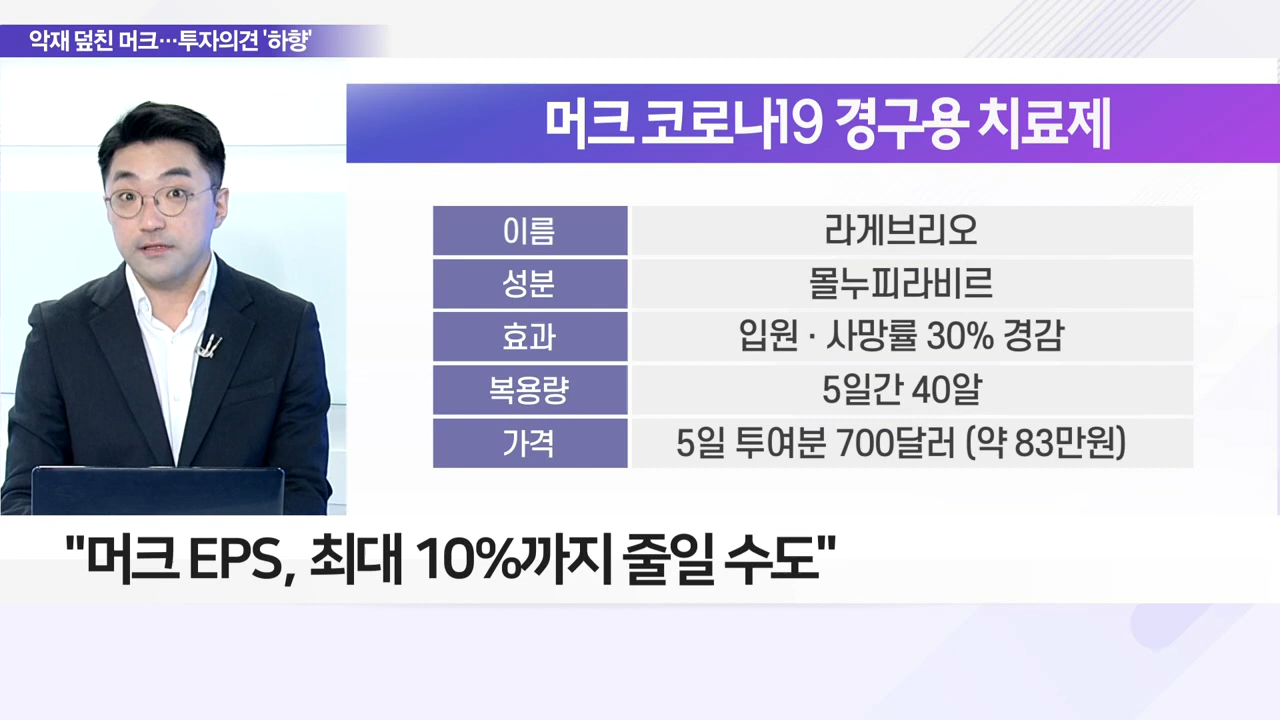 악재 덮친 머크…투자의견 '하향'
머크 코로나19 경구용 치료제
이름 라게브리오
성분 몰누피라비르
효과 입원·사망률 30% 경감
복용량 5일간 40알
가격 5일 투여분 700달러 (약 83만원)
"머크 EPS, 최대 10%까지 줄일 수도"